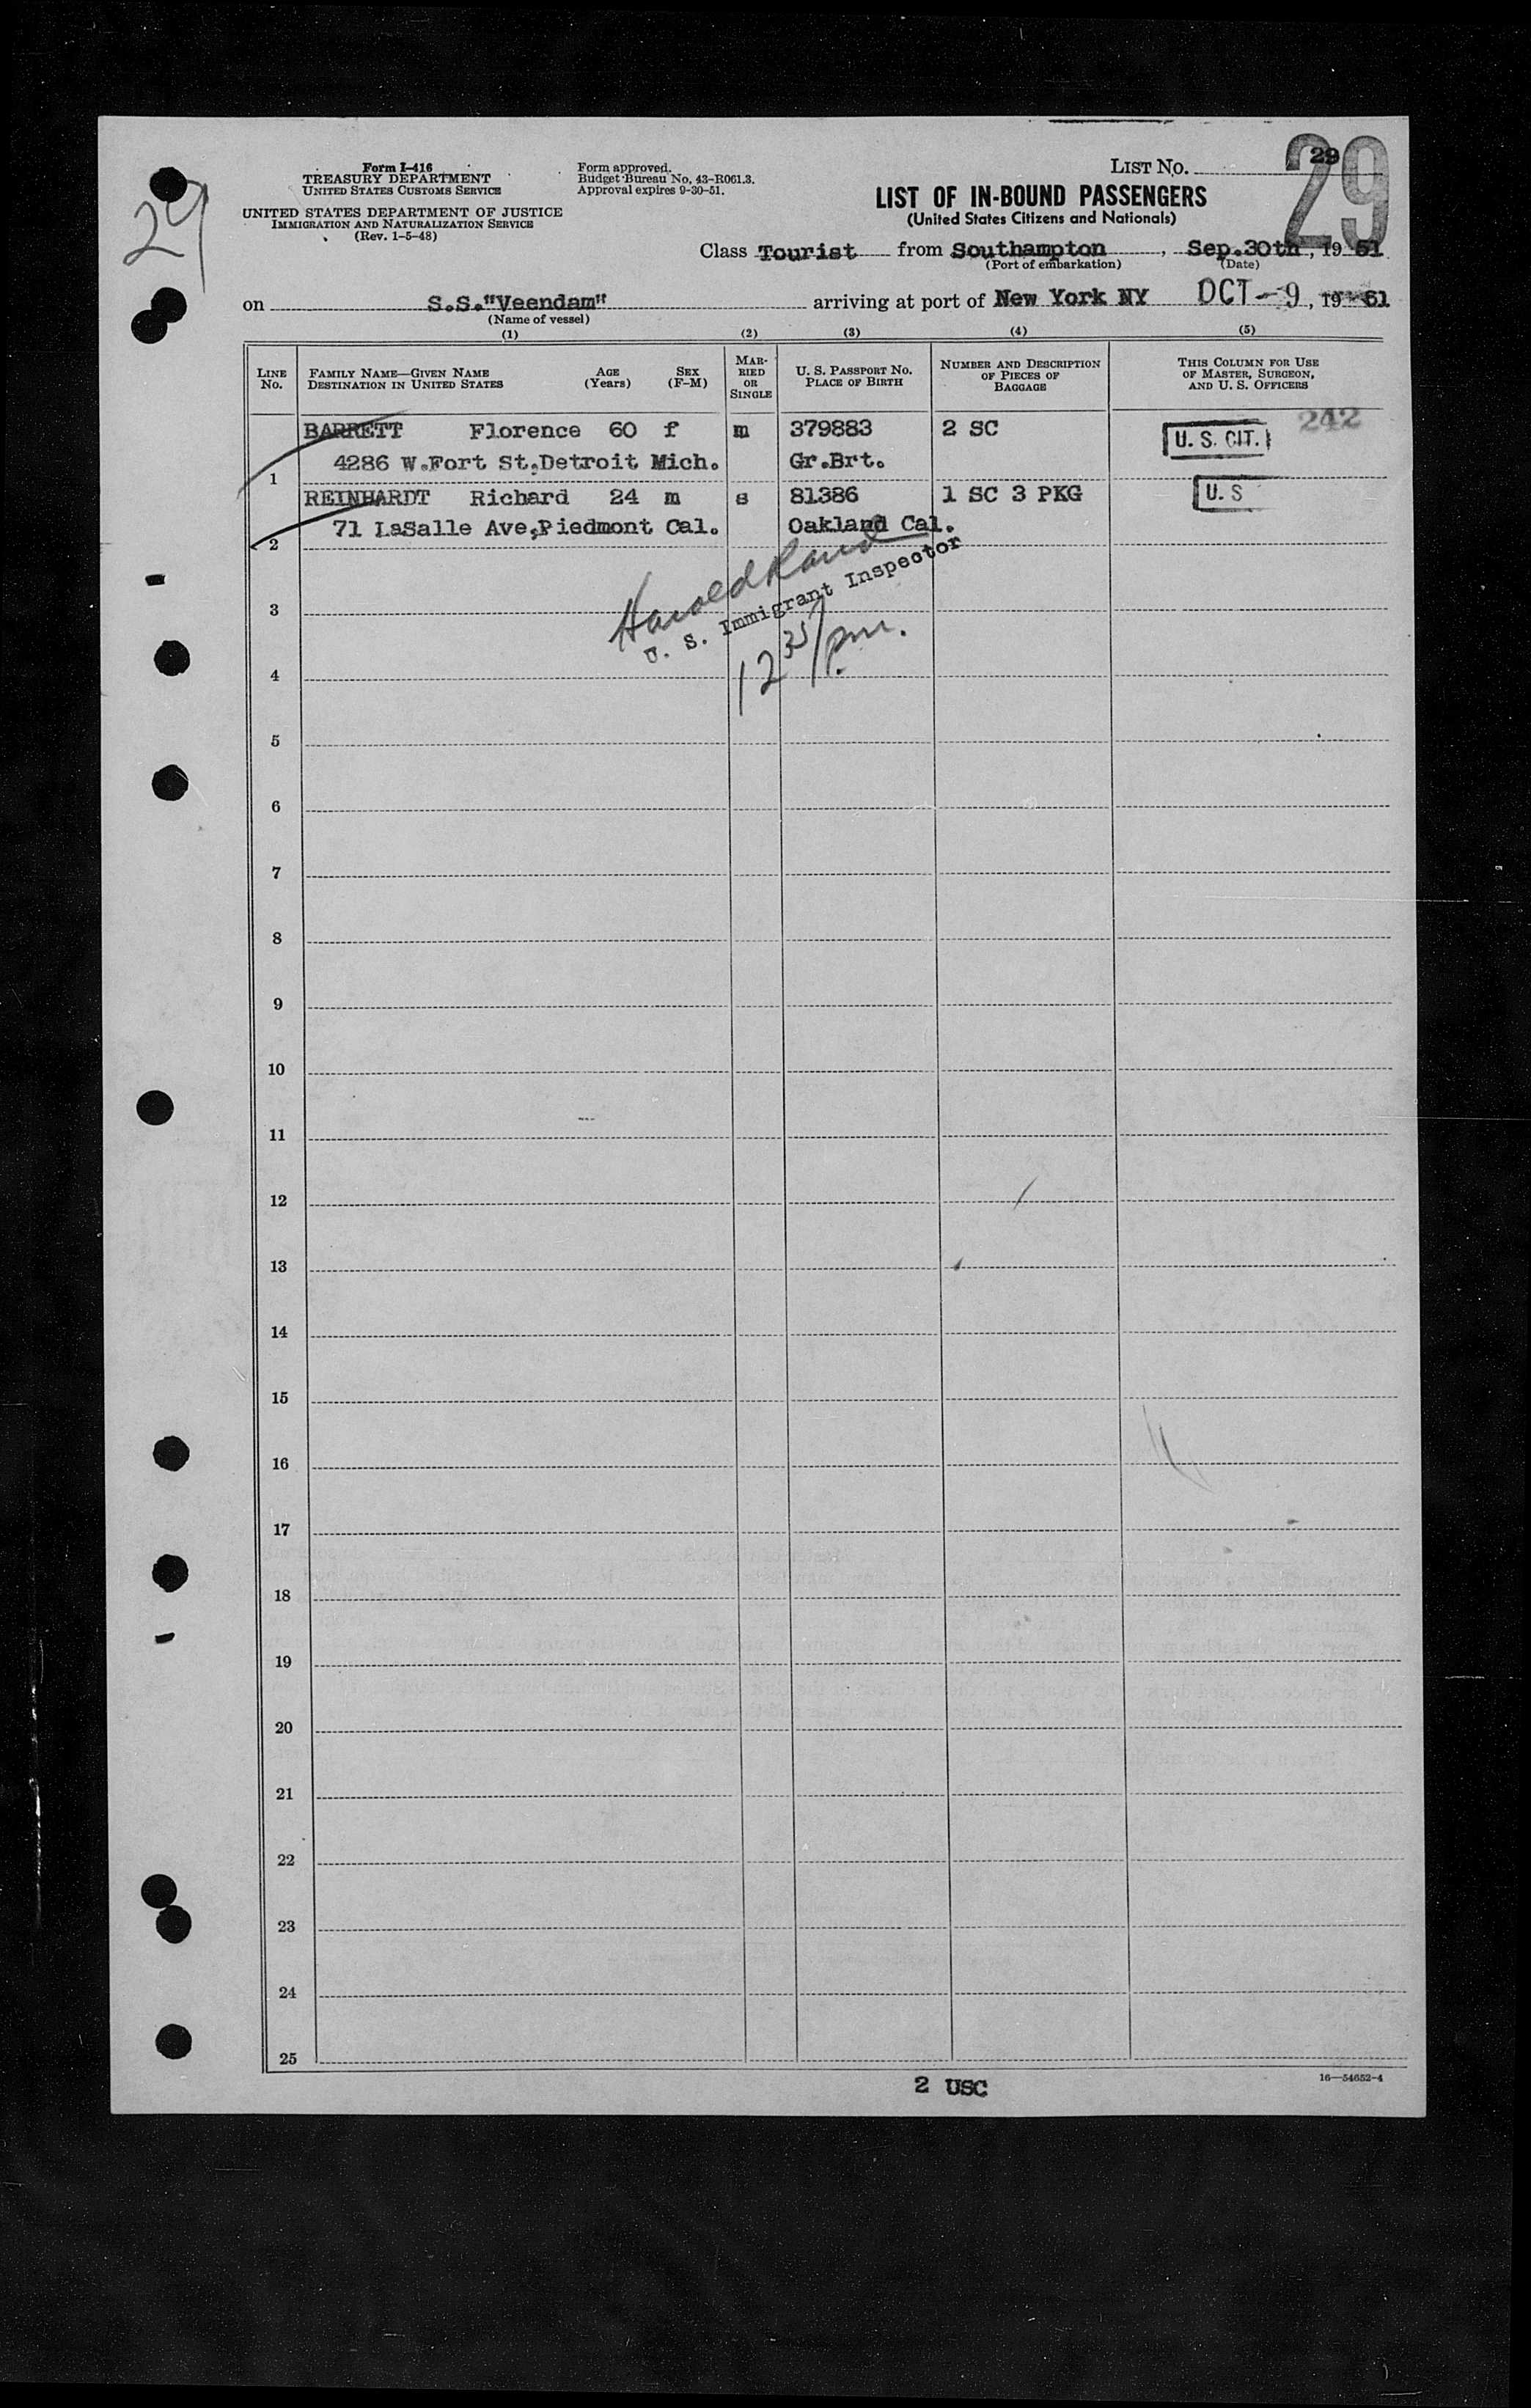 29
Form I-416
TREASURY DEPARTMENT
UNITED STATES CUSTOMS SERVICE
UNITED STATES DEPARTMENT OF JUSTICE
IMMIGRATION AND NATURALIZATION SERVICE
(Rev. 1-5-48)
Form approved.
Budget Bureau No. 43-R061.3.
Approval expires 9-30-51.
LIST NO. 29
29
LIST OF IN-BOUND PASSENGERS
(United States Citizens and Nationals)
Class Tourist from Southampton, Sep.30th, 19 51
(Port of embarkation) (Date)
on S.S."Veendam" arriving at port of New York NY OCT-9, 19 51
(Name of vessel)
(1) (2) (3) (4) (5)
LINE NO.
FAMILY NAME—GIVEN NAME AGE (Years) SEX (F-M)
DESTINATION IN UNITED STATES
MARRIED OR SINGLE
U. S. PASSPORT NO.
PLACE OF BIRTH
NUMBER AND DESCRIPTION OF PIECES OF BAGGAGE
THIS COLUMN FOR USE OF MASTER, SURGEON, AND U. S. OFFICERS
BARRETT Florence 60 f m 379883 2 SC U. S. CIT. 242
1 4286 W.Fort St,Detroit Mich. Gr.Brt.
REINHARDT Richard 24 m s 81386 1 SC 3 PKG U. S
2 71 LaSalle Ave,Piedmont Cal. Oakland Cal.
Harold
U. S. Immigrant Inspector
12 35/pm.
3
4
5
6
7
8
9
10
11
12
13
14
15
16
17
18
19
20
21
22
23
24
25
2 USC
16—54652-4